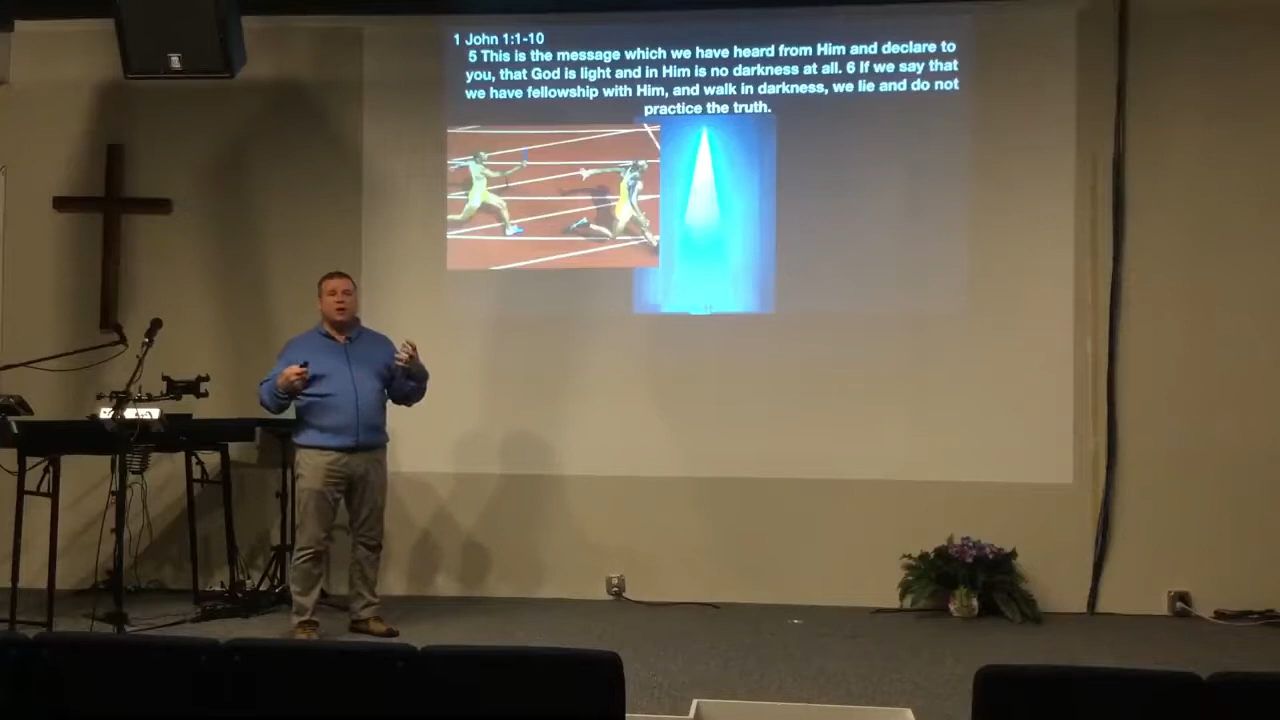 1 John 1:1-10
5 This is the message which we have heard from Him and declare to
you, that God is light and in Him is no darkness at all. 6 If we say that
we have fellowship with Him, and walk in darkness, we lie and do not
practice the truth.